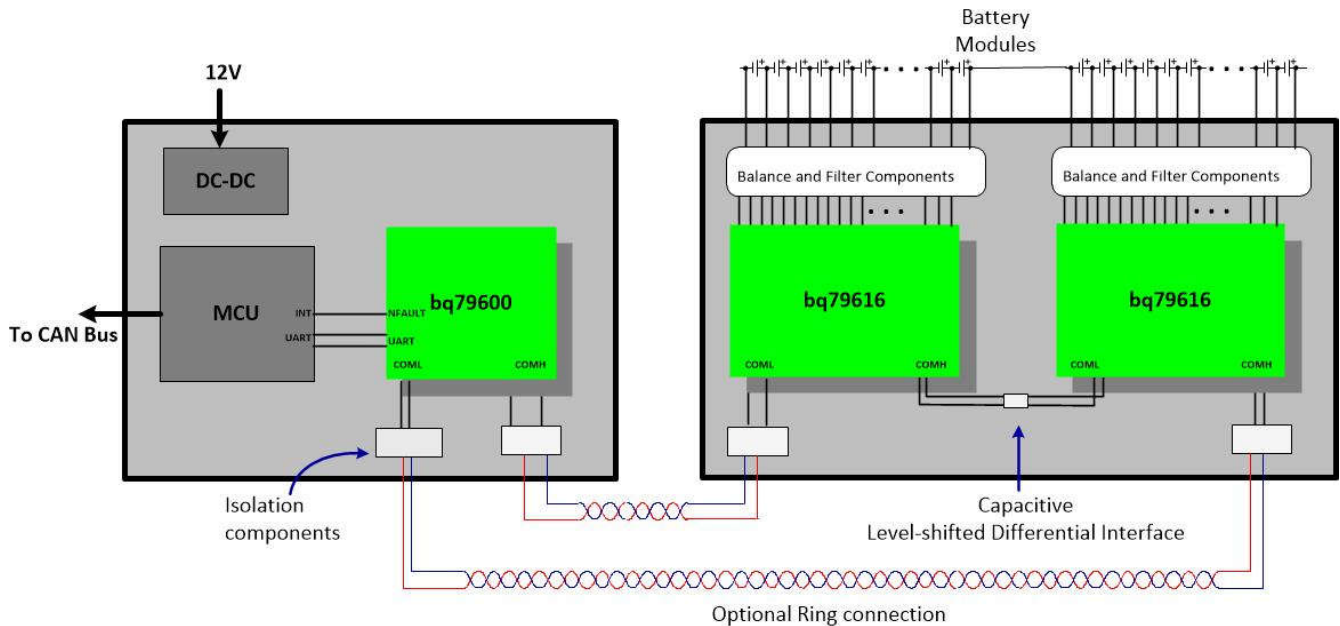 Battery
Modules
12V
DC-DC
MCU
INT
UART
To CAN Bus
bq79600
NFAULT
UART
COML
COMH
Isolation
components
Balance and Filter Components
Balance and Filter Components
bq79616
bq79616
COML
COMH
COML
COMH
Capacitive
Level-shifted Differential Interface
Optional Ring connection